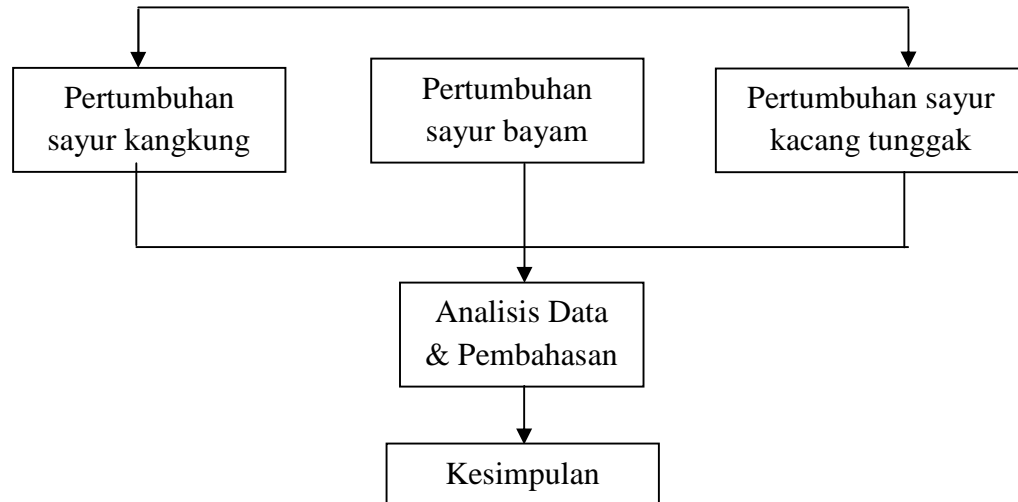 Pertumbuhan
sayur kangkung
Pertumbuhan
sayur bayam
Pertumbuhan sayur
kacang tunggak
Analisis Data
& Pembahasan
Kesimpulan